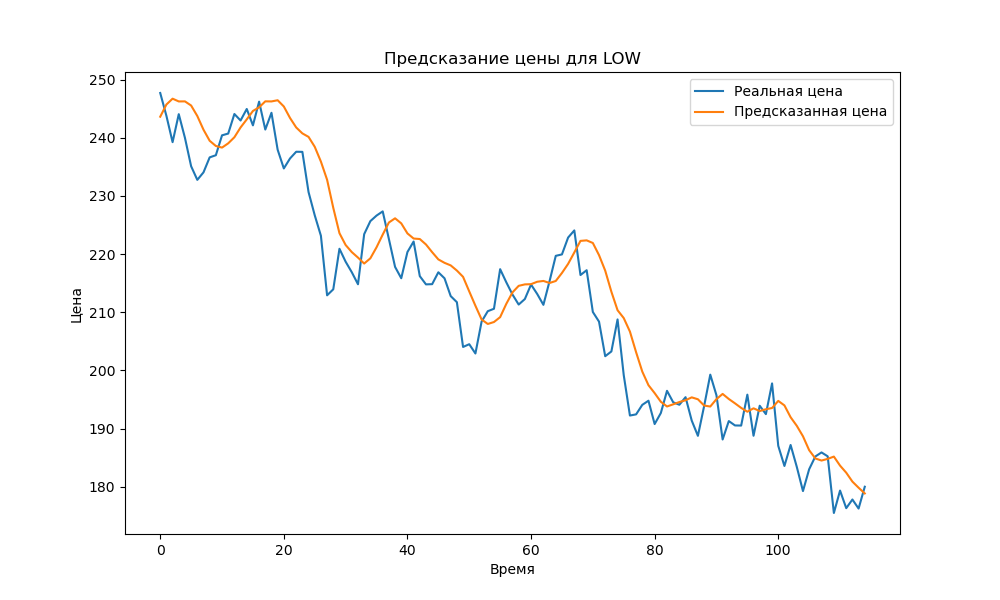 Предсказание цены для LOW
Реальная цена
Предсказанная цена
Цена
250
240
230
220
210
200
190
180
0 20 40 60 80 100
Время